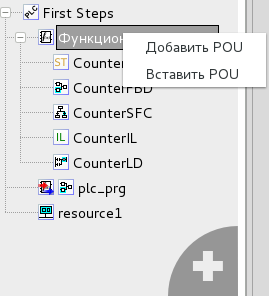 First Steps
Функцион
Добавить POU
Вставить POU
ST Counter
CounterFBD
CounterSFC
IL CounterIL
CounterLD
plc_prg
resource1